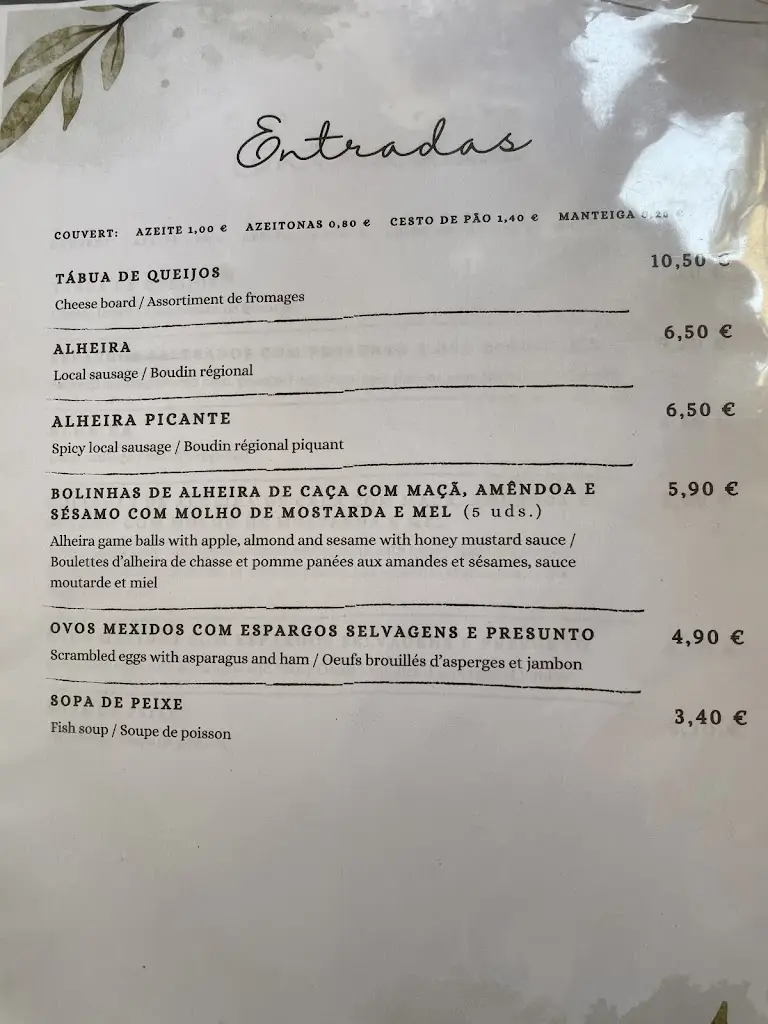 Entradas
COUVERT: AZEITE 1,00 € AZEITONAS 0,80 € CESTO DE PÃO 1,40 € MANTEIGA
TÁBUA DE QUEIJOS 10,50 €
Cheese board / Assortiment de fromages
ALHEIRA 6,50 €
Local sausage / Boudin régional
ALHEIRA PICANTE 6,50 €
Spicy local sausage / Boudin régional piquant
BOLINHAS DE ALHEIRA DE CAÇA COM MAÇÃ, AMÊNDOA E 5,90 €
SÉSAMO COM MOLHO DE MOSTARDA E MEL (5 uds.)
Alheira game balls with apple, almond and sesame with honey mustard sauce /
Boulettes d'alheira de chasse et pomme panées aux amandes et sésames, sauce
moutarde et miel
OVOS MEXIDOS COM ESPARGOS SELVAGENS E PRESUNTO 4,90 €
Scrambled eggs with asparagus and ham / Oeufs brouillés d'asperges et jambon
SOPA DE PEIXE 3,40 €
Fish soup / Soupe de poisson